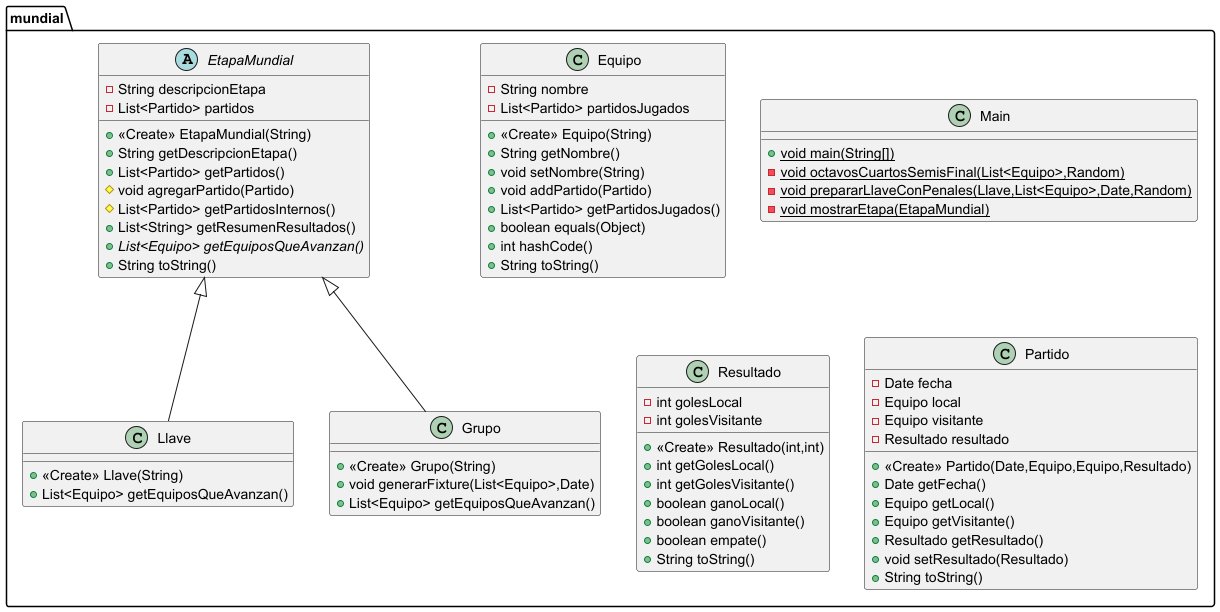 mundial
A EtapaMundial
String descripcionEtapa
List<Partido> partidos
«Create» EtapaMundial(String)
String getDescripcionEtapa()
List<Partido> getPartidos()
void agregarPartido(Partido)
List<Partido> getPartidosInternos()
List<String> getResumenResultados()
List<Equipo> getEquiposQueAvanzan()
String toString()
C Equipo
String nombre
List<Partido> partidosJugados
«Create» Equipo(String)
String getNombre()
void setNombre(String)
void addPartido(Partido)
List<Partido> getPartidosJugados()
boolean equals(Object)
int hashCode()
String toString()
C Main
void main(String[])
void octavosCuartosSemisFinal(List<Equipo>,Random)
void prepararLlaveConPenales(Llave,List<Equipo>,Date,Random)
void mostrarEtapa(EtapaMundial)
C Llave
«Create» Llave(String)
List<Equipo> getEquiposQueAvanzan()
C Grupo
«Create» Grupo(String)
void generarFixture(List<Equipo>,Date)
List<Equipo> getEquiposQueAvanzan()
C Resultado
int golesLocal
int golesVisitante
«Create» Resultado(int,int)
int getGolesLocal()
int getGolesVisitante()
boolean ganoLocal()
boolean ganoVisitante()
boolean empate()
String toString()
C Partido
Date fecha
Equipo local
Equipo visitante
Resultado resultado
«Create» Partido(Date,Equipo,Equipo,Resultado)
Date getFecha()
Equipo getLocal()
Equipo getVisitante()
Resultado getResultado()
void setResultado(Resultado)
String toString()